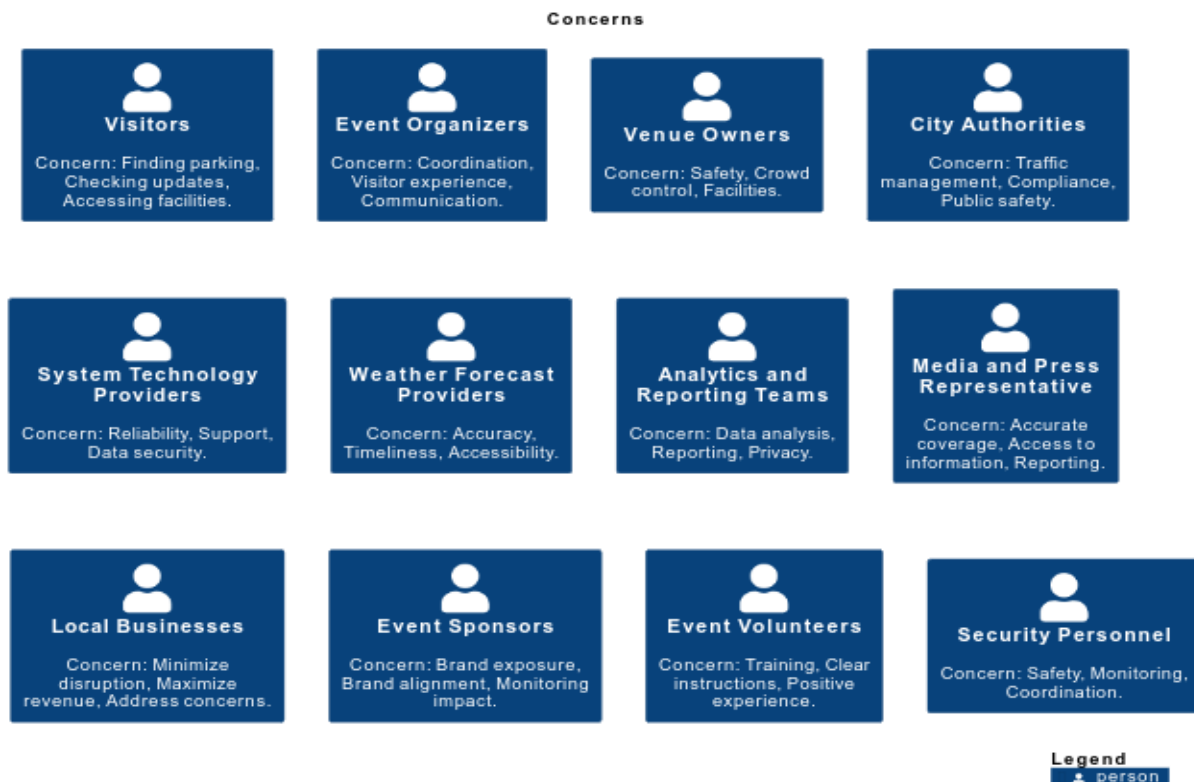 Concerns
Visitors
Concern: Finding parking,
Checking updates,
Accessing facilities.
Event Organizers
Concern: Coordination,
Visitor experience,
Communication.
Venue Owners
Concern: Safety, Crowd
control, Facilities.
City Authorities
Concern: Traffic
management, Compliance,
Public safety.
System Technology
Providers
Concern: Reliability, Support,
Data security.
Weather Forecast
Providers
Concern: Accuracy,
Timeliness, Accessibility.
Analytics and
Reporting Teams
Concern: Data analysis,
Reporting, Privacy.
Media and Press
Representative
Concern: Accurate
coverage, Access to
information, Reporting.
Local Businesses
Concern: Minimize
disruption, Maximize
revenue, Address concerns.
Event Sponsors
Concern: Brand exposure,
Brand alignment, Monitoring
impact.
Event Volunteers
Concern: Training, Clear
instructions, Positive
experience.
Security Personnel
Concern: Safety, Monitoring,
Coordination.
Legend
person